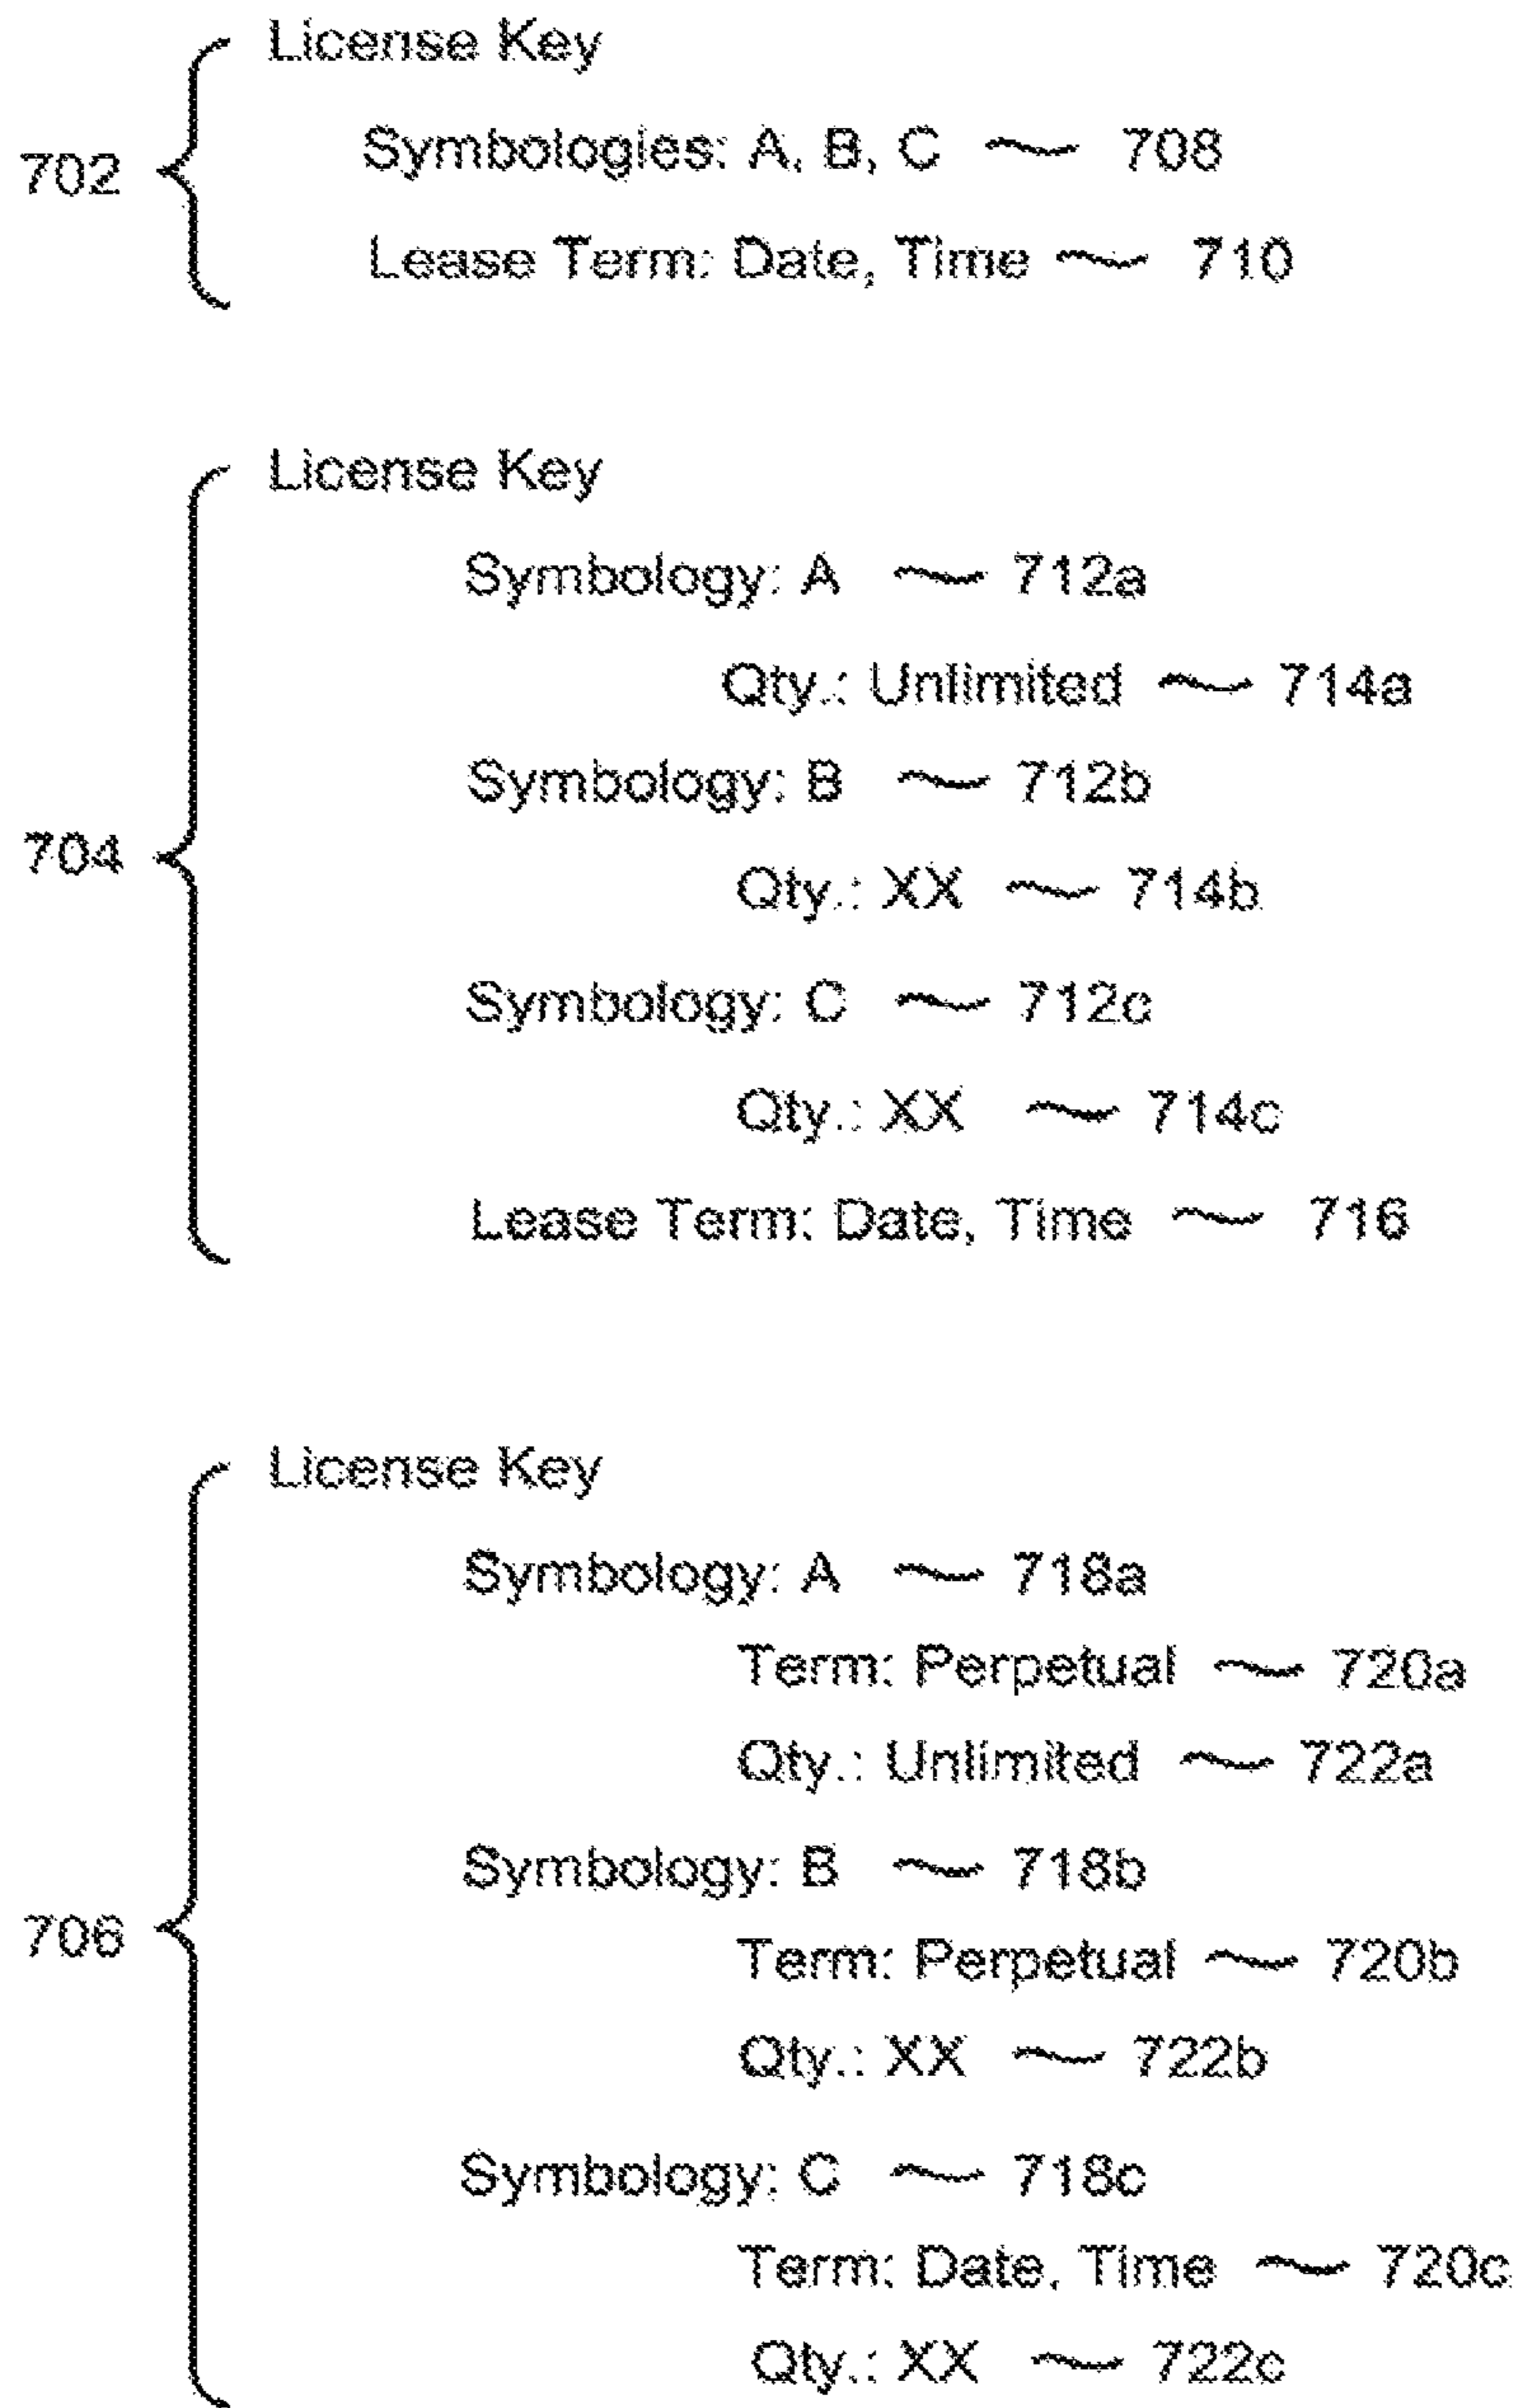 License Key
702
Symbologies: A, B, C 708
Lease Term: Date, Time 710
License Key
Symbology: A 712a
Qty.: Unlimited 714a
Symbology: B 712b
704
Qty.: XX 714b
Symbology: C 712c
Qty.: XX 714c
Lease Term: Date, Time 716
License Key
Symbology: A 718a
Term: Perpetual 720a
Qty.: Unlimited 722a
Symbology: B 718b
706
Term: Perpetual 720b
Qty.: XX 722b
Symbology: C 718c
Term: Date, Time 720c
Qty.: XX 722c